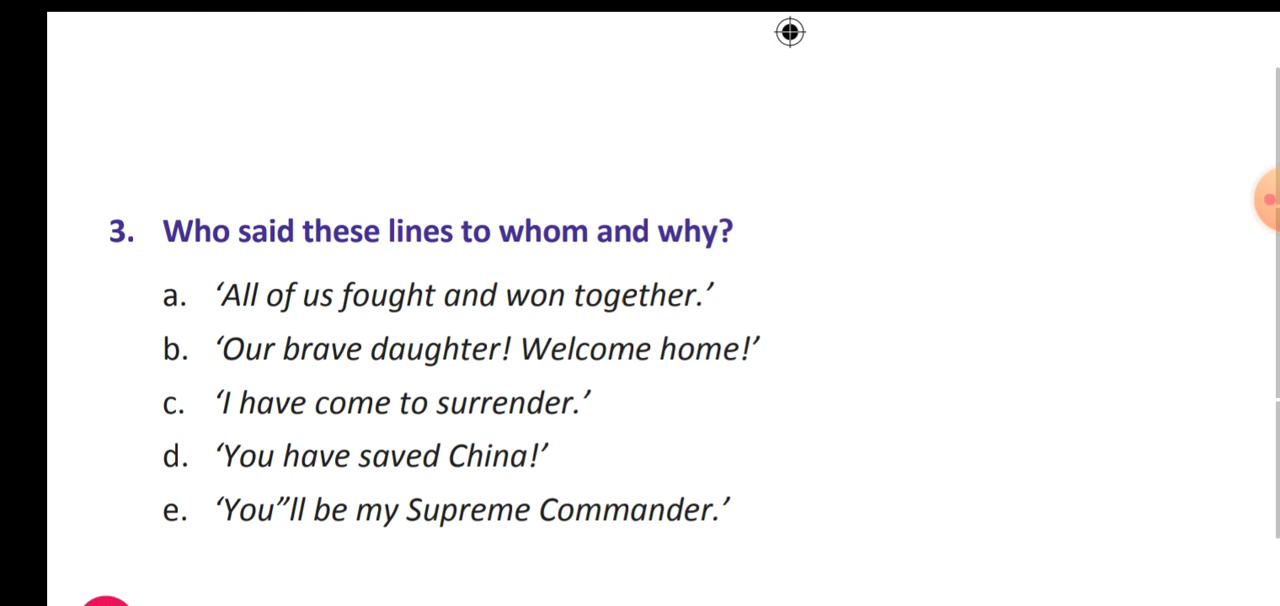 3. Who said these lines to whom and why?
a. ‘All of us fought and won together.’
b. ‘Our brave daughter! Welcome home!’
c. ‘I have come to surrender.’
d. ‘You have saved China!’
e. ‘You”ll be my Supreme Commander.’